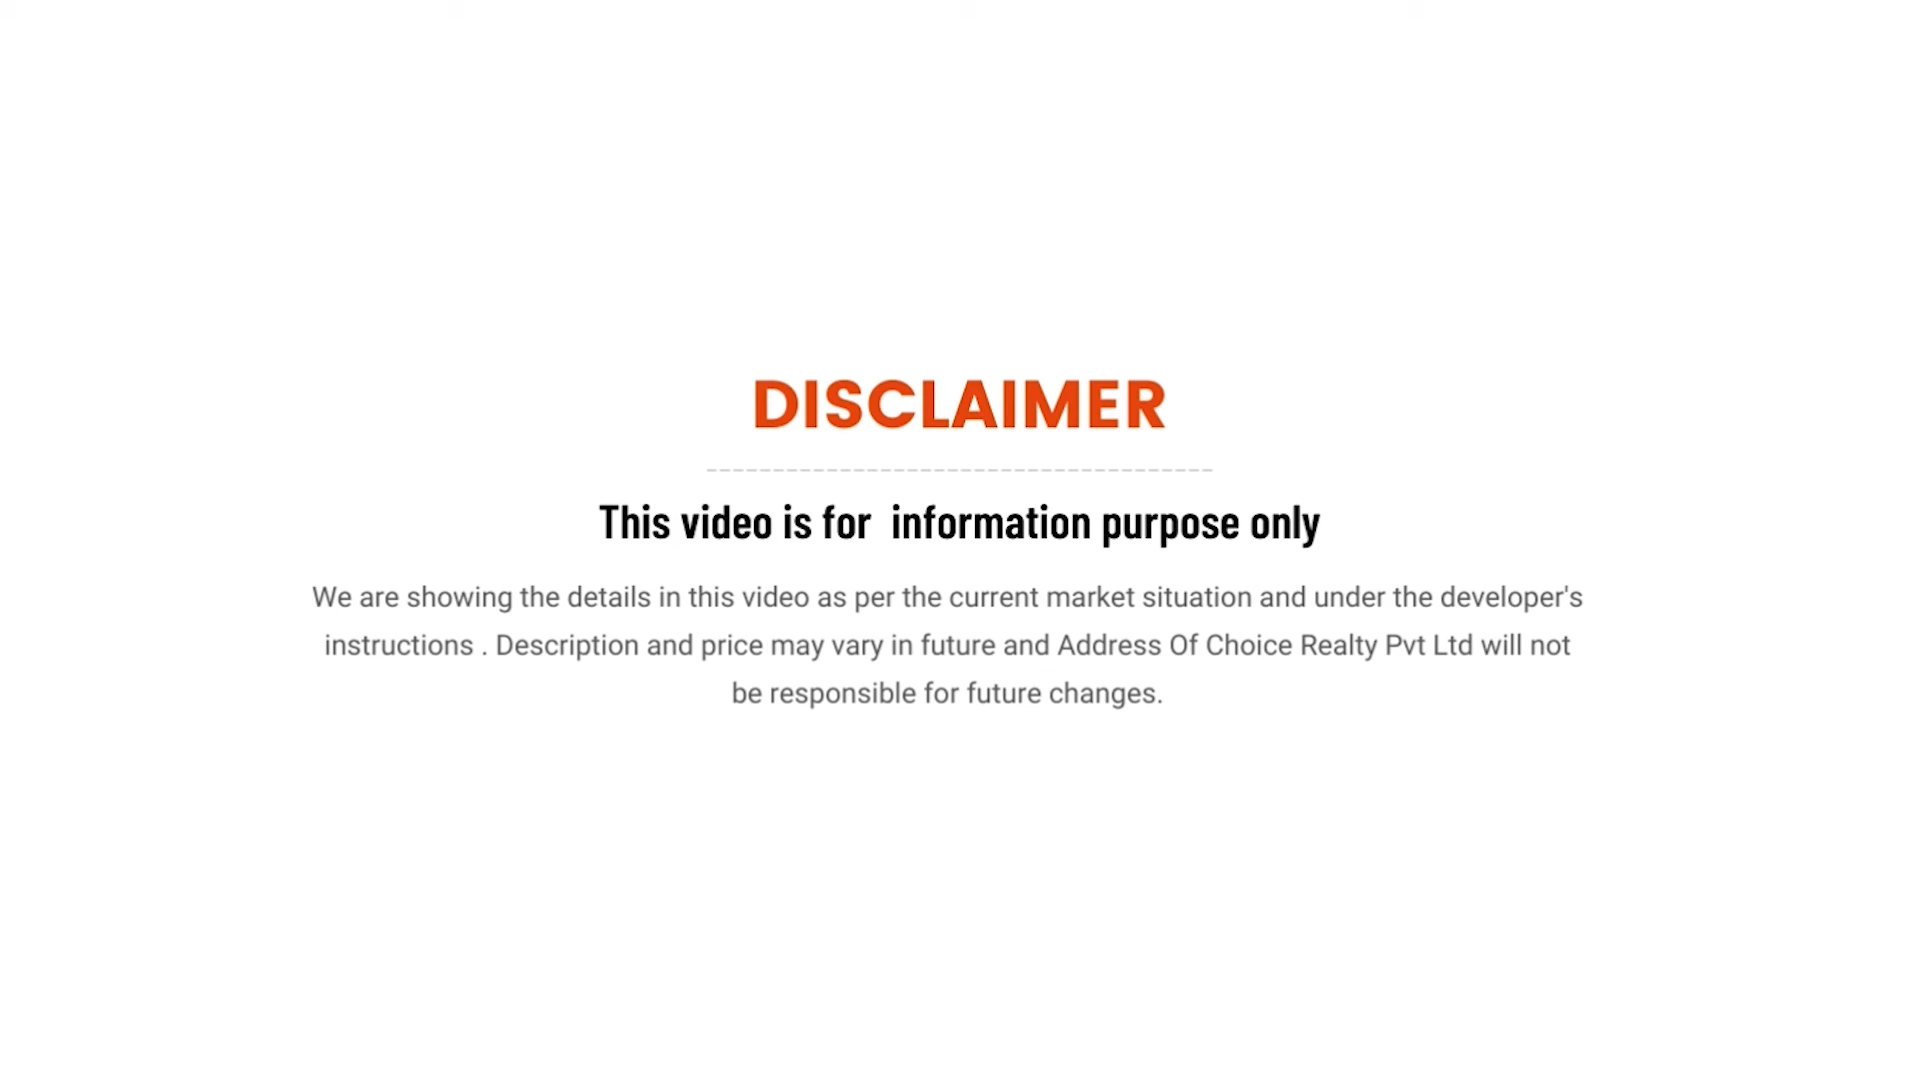 DISCLAIMER
This video is for  information purpose only
We are showing the details in this video as per the current market situation and under the developer's
instructions . Description and price may vary in future and Address Of Choice Realty Pvt Ltd will not
be responsible for future changes.